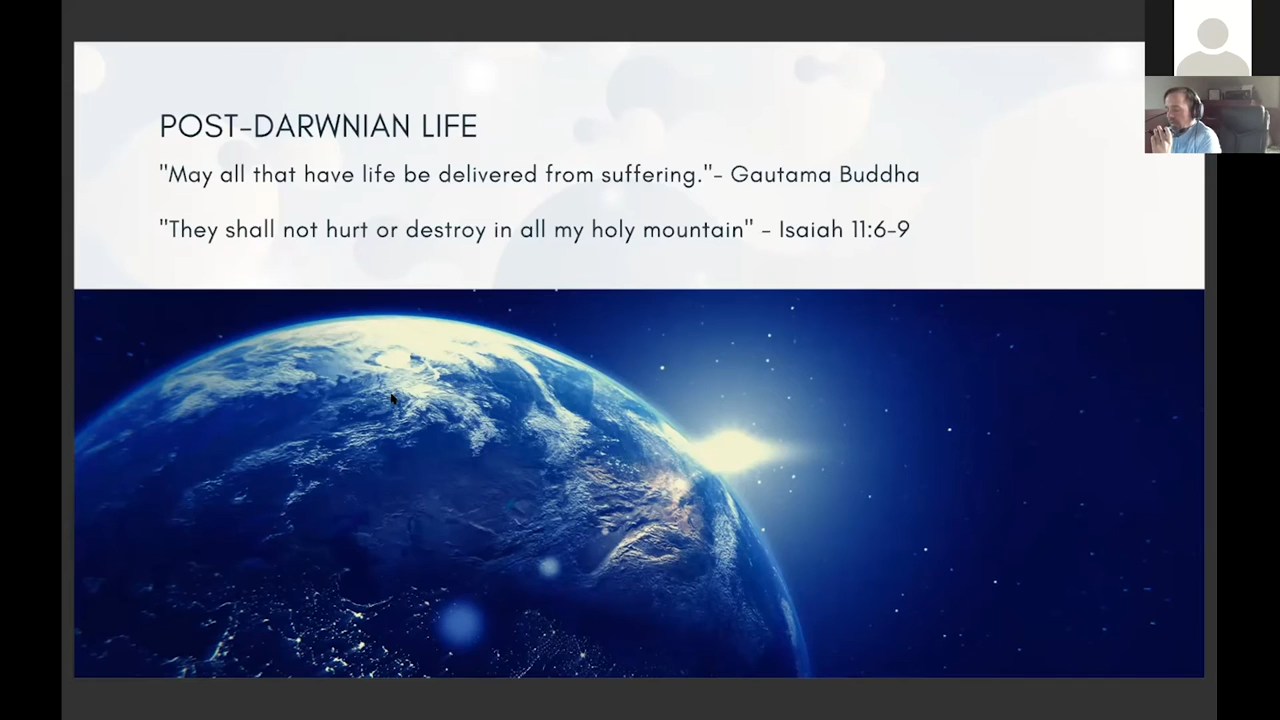 POST-DARWNIAN LIFE
"May all that have life be delivered from suffering."- Gautama Buddha
"They shall not hurt or destroy in all my holy mountain" - Isaiah 11:6-9